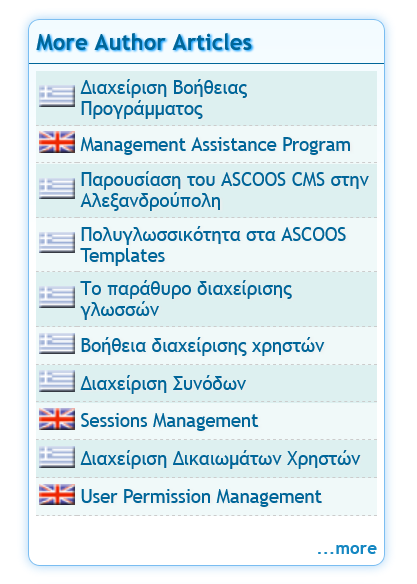 More Author Articles
Διαχείριση Βοήθειας
Προγράμματος
Management Assistance Program
Παρουσίαση του ASCOOS CMS στην
Αλεξανδρούπολη
Πολυγλωσσικότητα στα ASCOOS
Templates
Το παράθυρο διαχείρισης
γλωσσών
Βοήθεια διαχείρισης χρηστών
Διαχείριση Συνόδων
Sessions Management
Διαχείριση Δικαιωμάτων Χρηστών
User Permission Management
...more